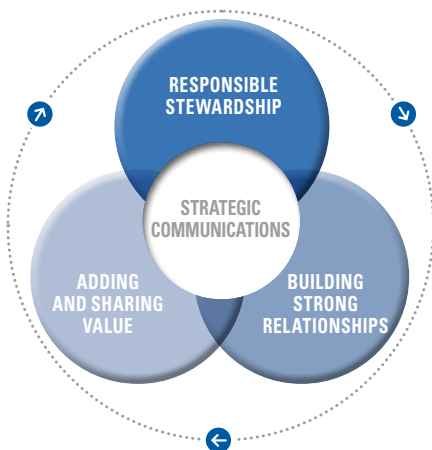 RESPONSIBLE
STEWARDSHIP
STRATEGIC
COMMUNICATIONS
ADDING
AND SHARING
VALUE
BUILDING
STRONG
RELATIONSHIPS